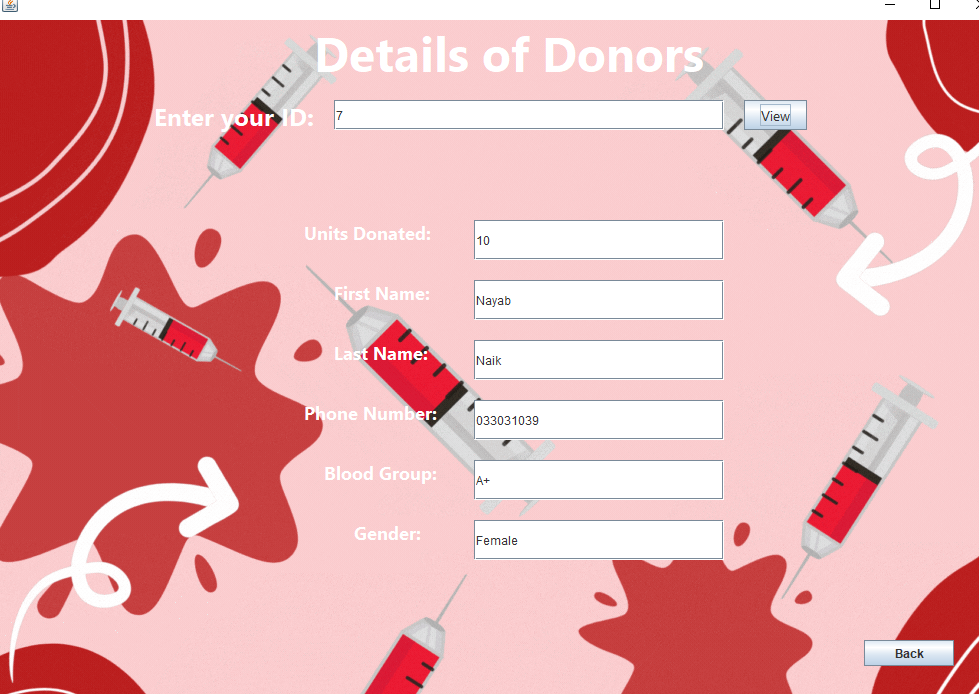 Details of Donors
Enter your ID: 7 View
Units Donated: 10
First Name: Nayab
Last Name: Naik
Phone Number: 033031039
Blood Group: A+
Gender: Female
Back